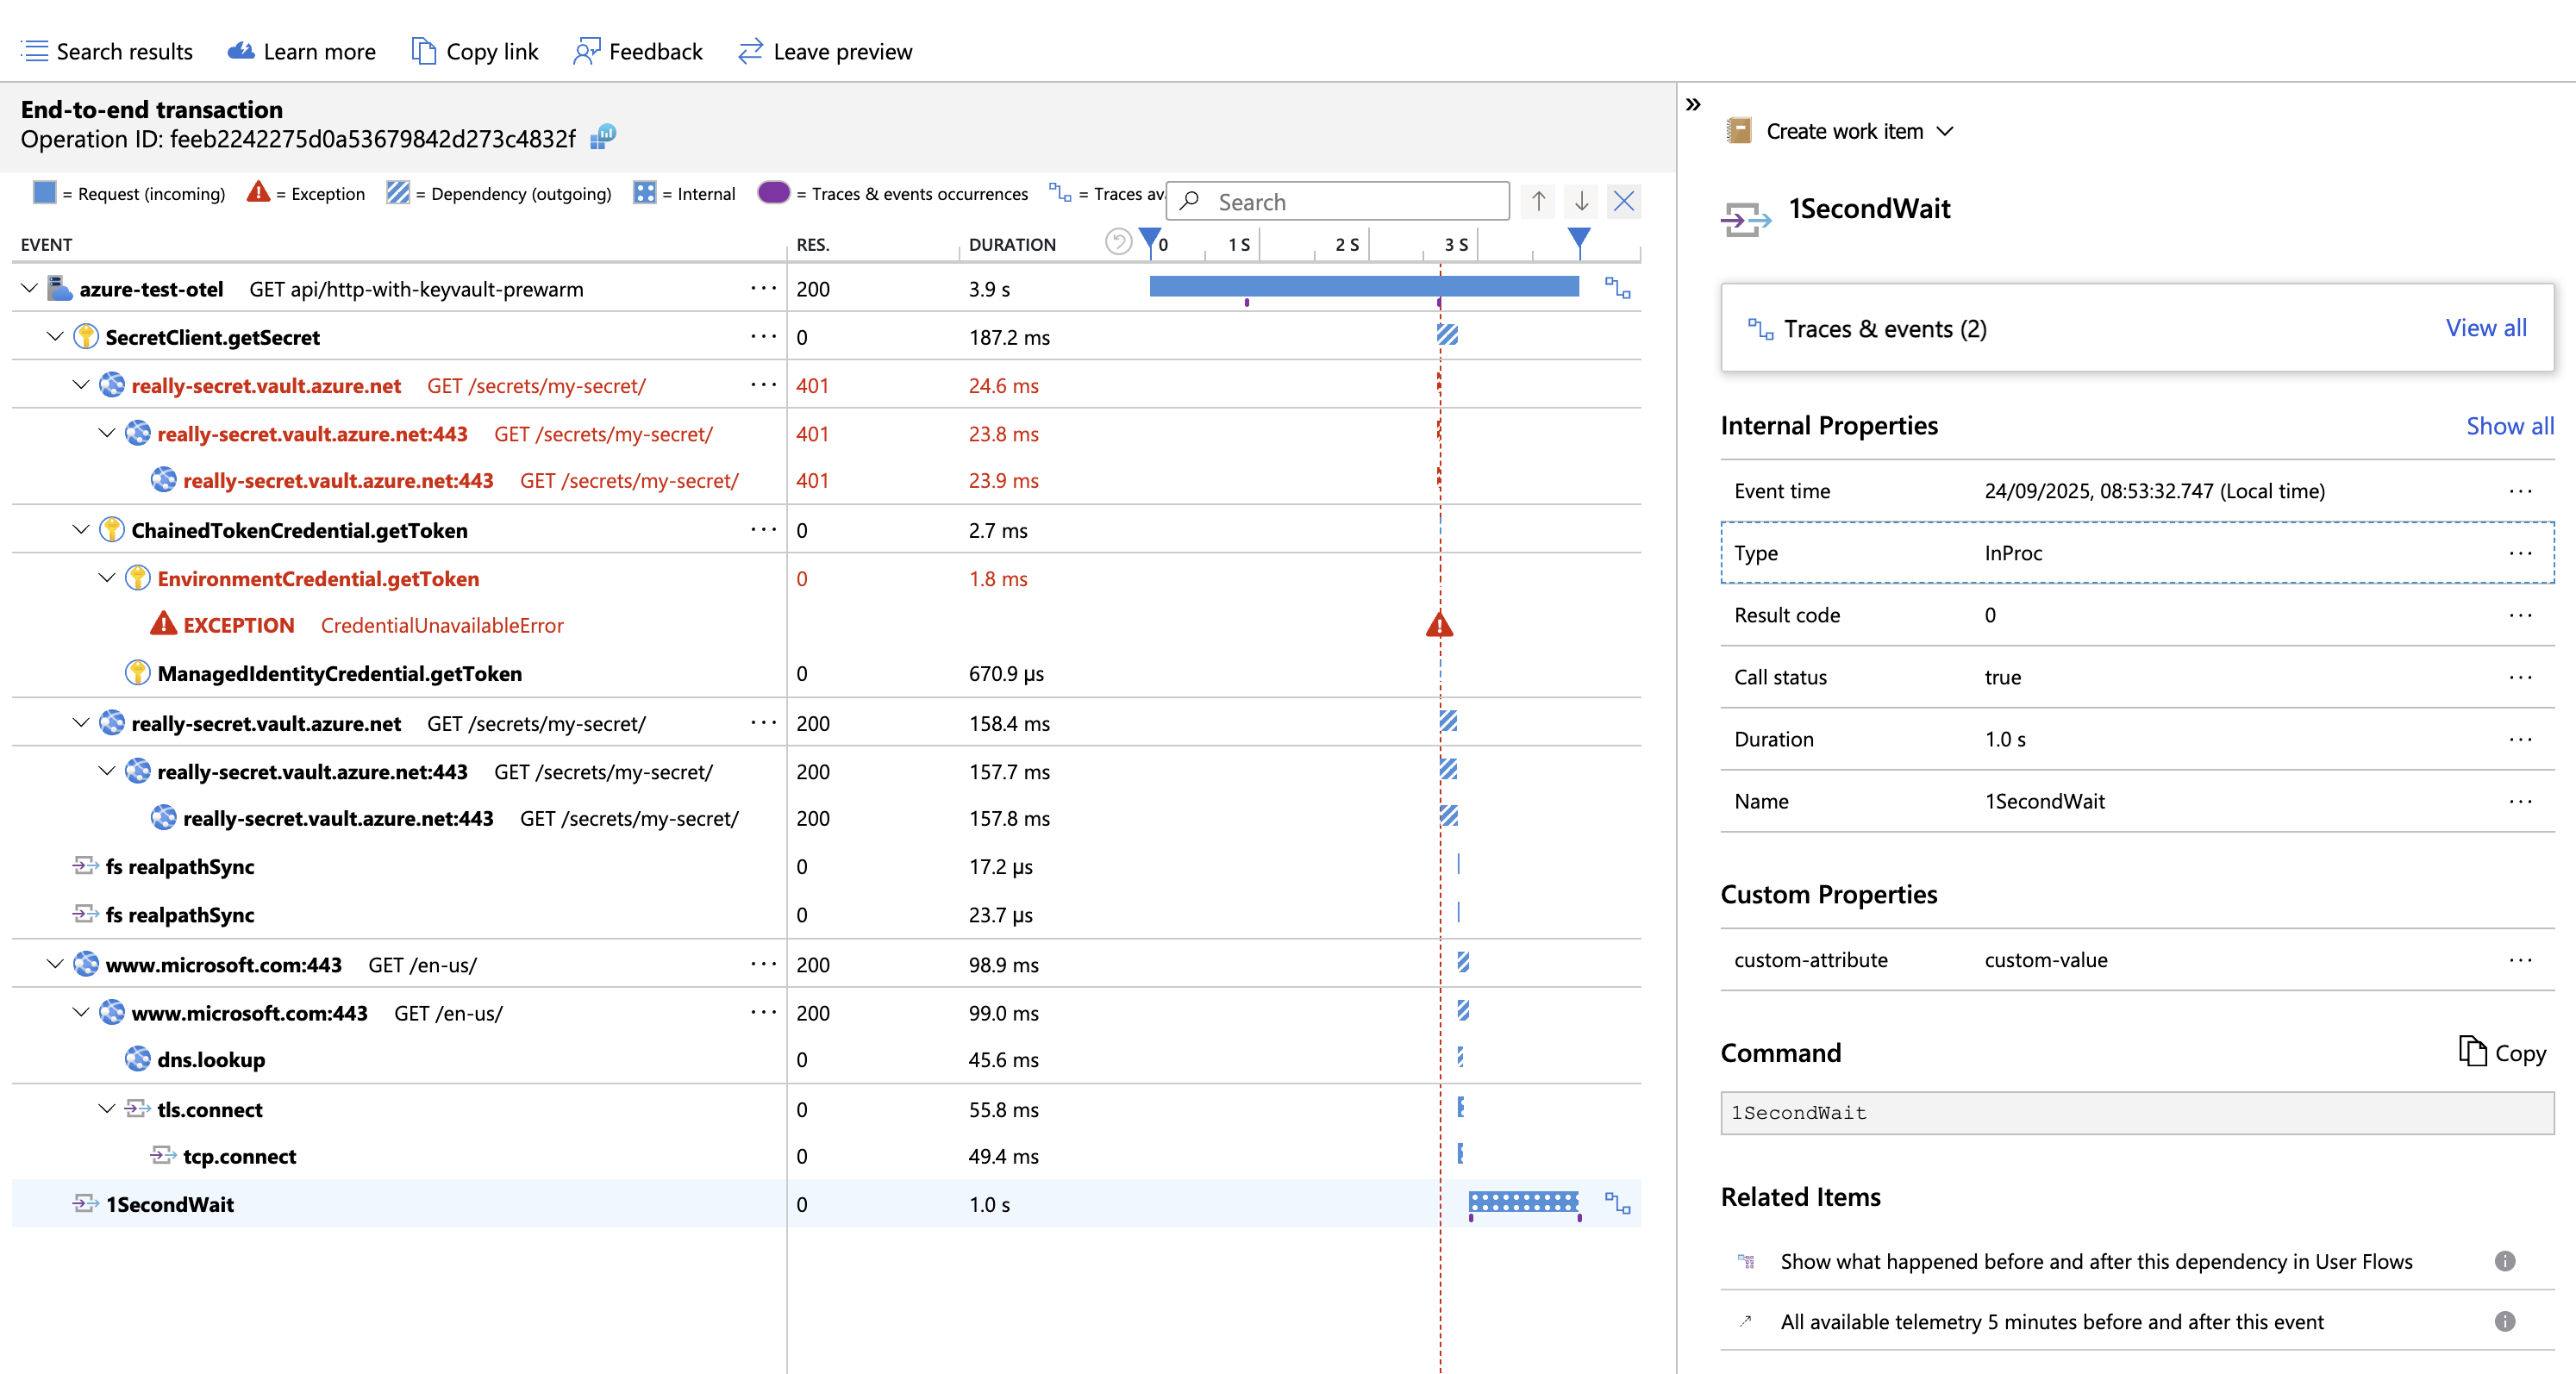 Search results Learn more Copy link Feedback Leave preview
End-to-end transaction
Operation ID: feeb2242275d0a53679842d273c4832f
= Request (incoming) = Exception = Dependency (outgoing) = Internal = Traces & events occurrences = Traces av
Search
EVENT RES. DURATION 0 1 S 2 S 3 S
azure-test-otel GET api/http-with-keyvault-prewarm ··· 200 3.9 s
SecretClient.getSecret ··· 0 187.2 ms
really-secret.vault.azure.net GET /secrets/my-secret/ ··· 401 24.6 ms
really-secret.vault.azure.net:443 GET /secrets/my-secret/ 401 23.8 ms
really-secret.vault.azure.net:443 GET /secrets/my-secret/ 401 23.9 ms
ChainedTokenCredential.getToken ··· 0 2.7 ms
EnvironmentCredential.getToken 0 1.8 ms
EXCEPTION CredentialUnavailableError
ManagedIdentityCredential.getToken 0 670.9 µs
really-secret.vault.azure.net GET /secrets/my-secret/ ··· 200 158.4 ms
really-secret.vault.azure.net:443 GET /secrets/my-secret/ 200 157.7 ms
really-secret.vault.azure.net:443 GET /secrets/my-secret/ 200 157.8 ms
fs realpathSync 0 17.2 µs
fs realpathSync 0 23.7 µs
www.microsoft.com:443 GET /en-us/ ··· 200 98.9 ms
www.microsoft.com:443 GET /en-us/ ··· 200 99.0 ms
dns.lookup 0 45.6 ms
tls.connect 0 55.8 ms
tcp.connect 0 49.4 ms
1SecondWait 0 1.0 s
Create work item
1SecondWait
Traces & events (2) View all
Internal Properties Show all
Event time 24/09/2025, 08:53:32.747 (Local time) ···
Type InProc ···
Result code 0 ···
Call status true ···
Duration 1.0 s ···
Name 1SecondWait ···
Custom Properties
custom-attribute custom-value ···
Command Copy
1SecondWait
Related Items
Show what happened before and after this dependency in User Flows
All available telemetry 5 minutes before and after this event